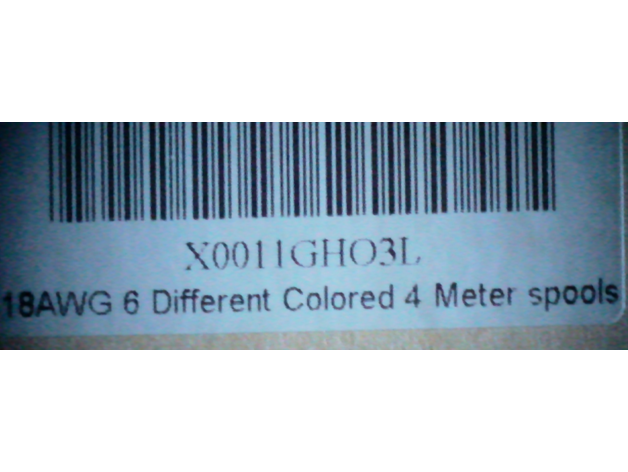 X0011GHO3L
18AWG 6 Different Colored 4 Meter spools